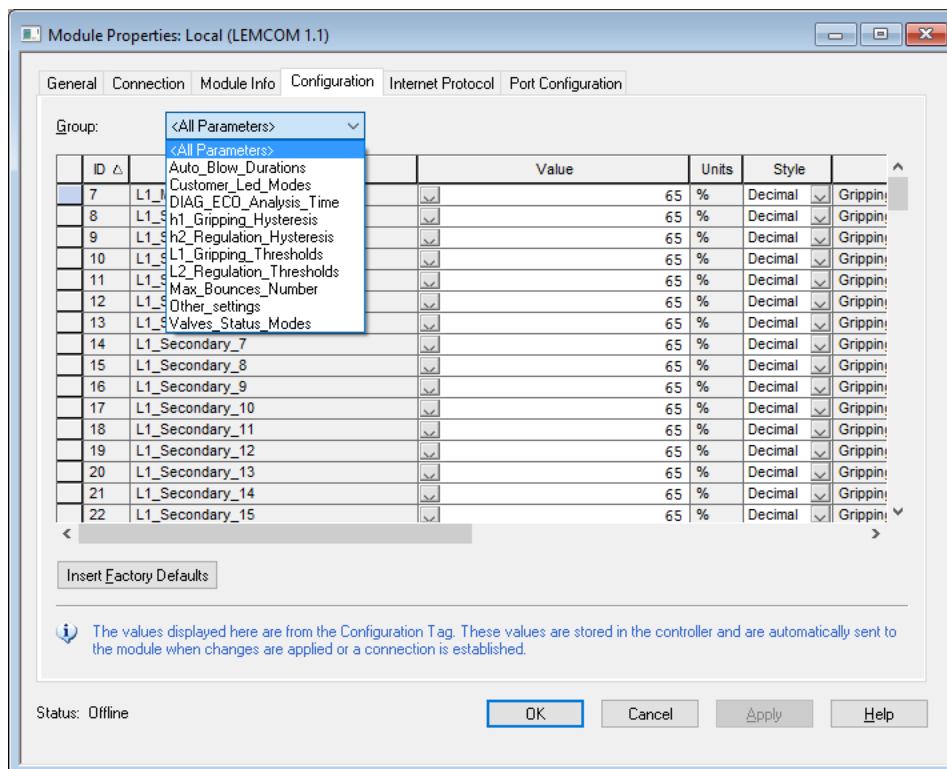 Module Properties: Local (LEMCOM 1.1)
General Connection Module Info Configuration Internet Protocol Port Configuration
Group: <All Parameters>
<All Parameters>
Auto_Blow_Durations
Customer_Led_Modes
DIAG_ECO_Analysis_Time
h1_Gripping_Hysteresis
h2_Regulation_Hysteresis
L1_Gripping_Thresholds
L2_Regulation_Thresholds
Max_Bounces_Number
Other_settings
Valves_Status_Modes
ID Value Units Style
7 65 % Decimal
8 65 % Decimal
9 65 % Decimal
10 65 % Decimal
11 65 % Decimal
12 65 % Decimal
13 65 % Decimal
14 L1_Secondary_7 65 % Decimal
15 L1_Secondary_8 65 % Decimal
16 L1_Secondary_9 65 % Decimal
17 L1_Secondary_10 65 % Decimal
18 L1_Secondary_11 65 % Decimal
19 L1_Secondary_12 65 % Decimal
20 L1_Secondary_13 65 % Decimal
21 L1_Secondary_14 65 % Decimal
22 L1_Secondary_15 65 % Decimal
Insert Factory Defaults
The values displayed here are from the Configuration Tag. These values are stored in the controller and are automatically sent to
the module when changes are applied or a connection is established.
Status: Offline OK Cancel Apply Help